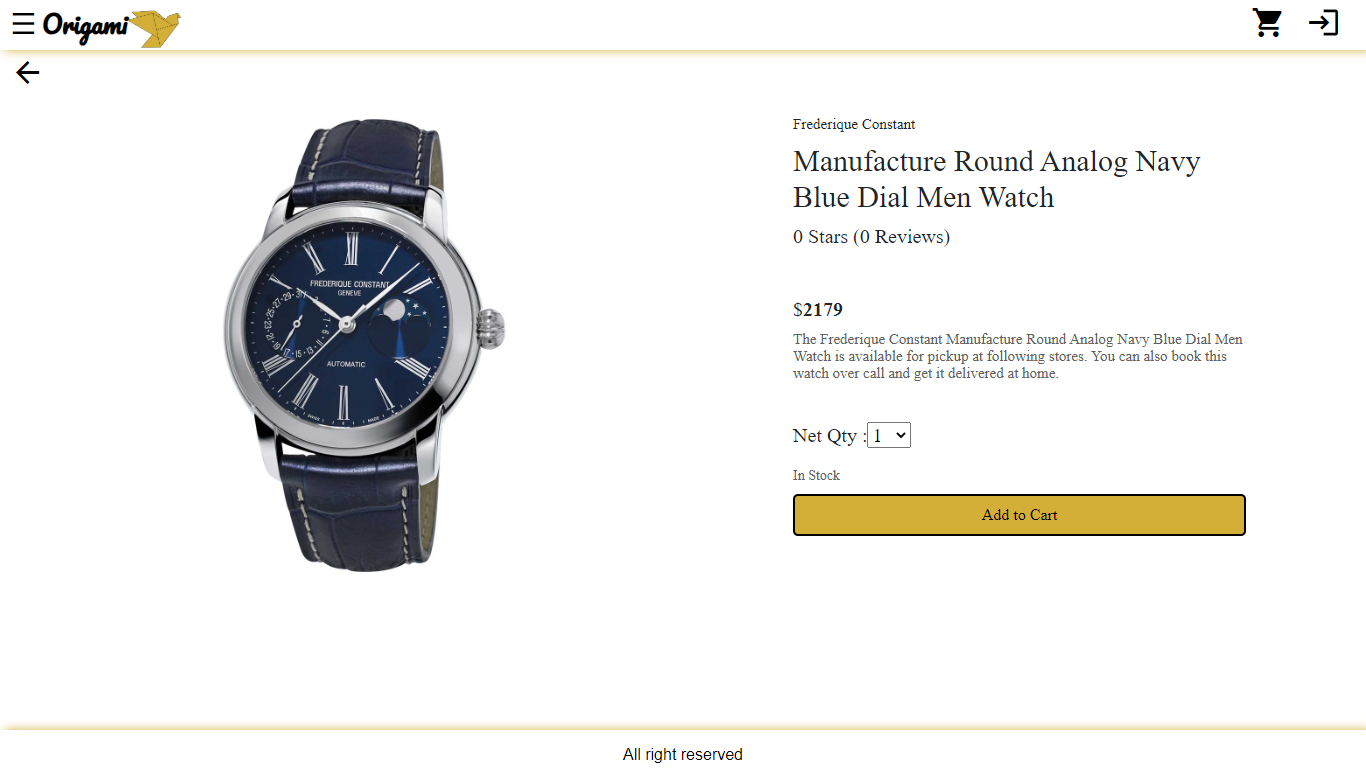 Origami
Frederique Constant
Manufacture Round Analog Navy
Blue Dial Men Watch
0 Stars (0 Reviews)
FREDERIQUE CONSTANT
GENEVE
AUTOMATIC
$2179
The Frederique Constant Manufacture Round Analog Navy Blue Dial Men
Watch is available for pickup at following stores. You can also book this
watch over call and get it delivered at home.
Net Qty :1
In Stock
Add to Cart
All right reserved